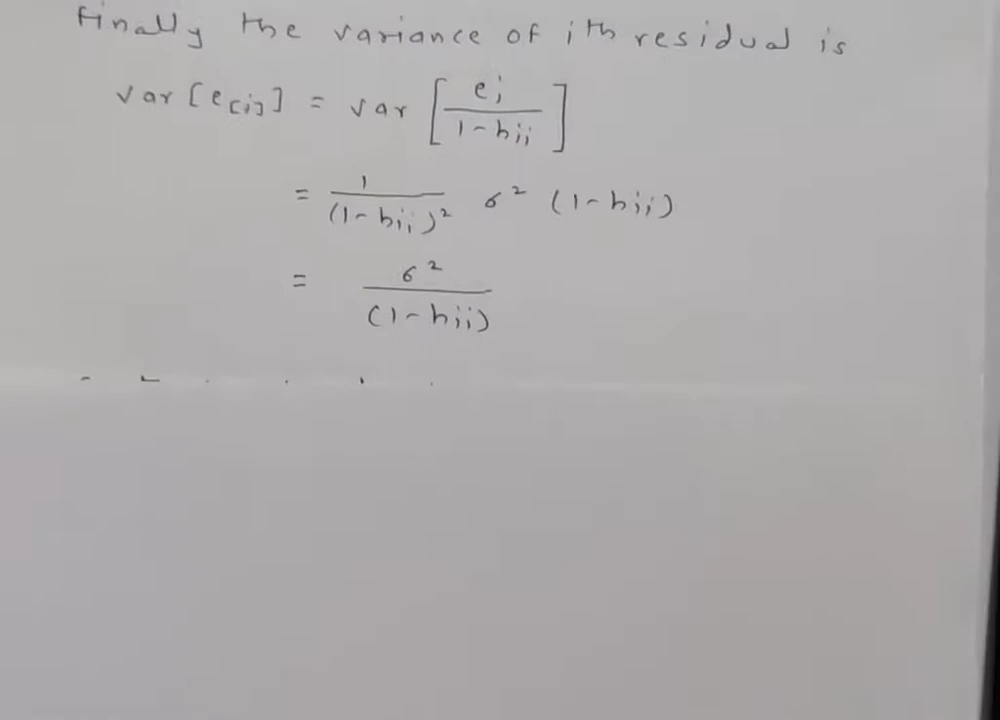 Finally the variance of ith residual is
var [e(i)] = var [ei / 1-hii]
= 1 / (1-hii)² σ² (1-hii)
= σ² / (1-hii)